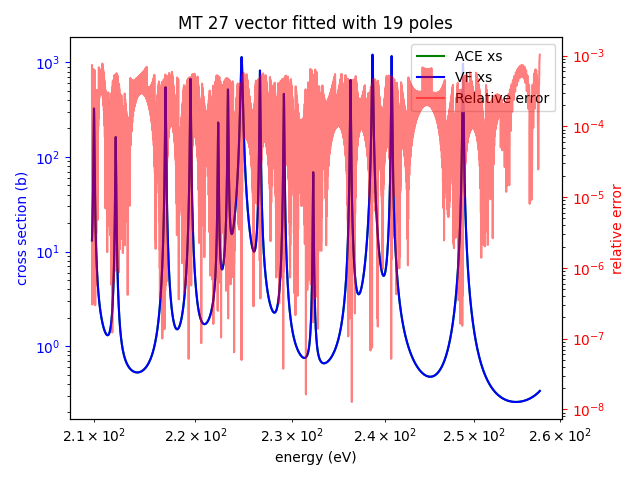 MT 27 vector fitted with 19 poles
ACE xs
VF xs
Relative error
cross section (b)
10³
10²
10¹
10⁰
relative error
10⁻³
10⁻⁴
10⁻⁵
10⁻⁶
10⁻⁷
10⁻⁸
2.1 × 10² 2.2 × 10² 2.3 × 10² 2.4 × 10² 2.5 × 10² 2.6 × 10²
energy (eV)